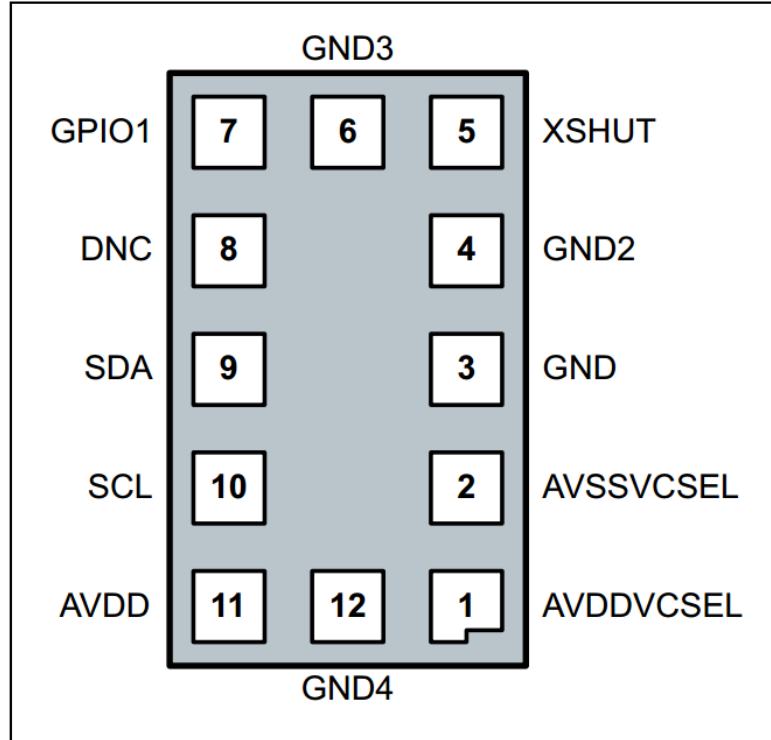 GND3
GPIO1 7 6 5 XSHUT
DNC 8 4 GND2
SDA 9 3 GND
SCL 10 2 AVSSVCSEL
AVDD 11 12 1 AVDDVCSEL
GND4